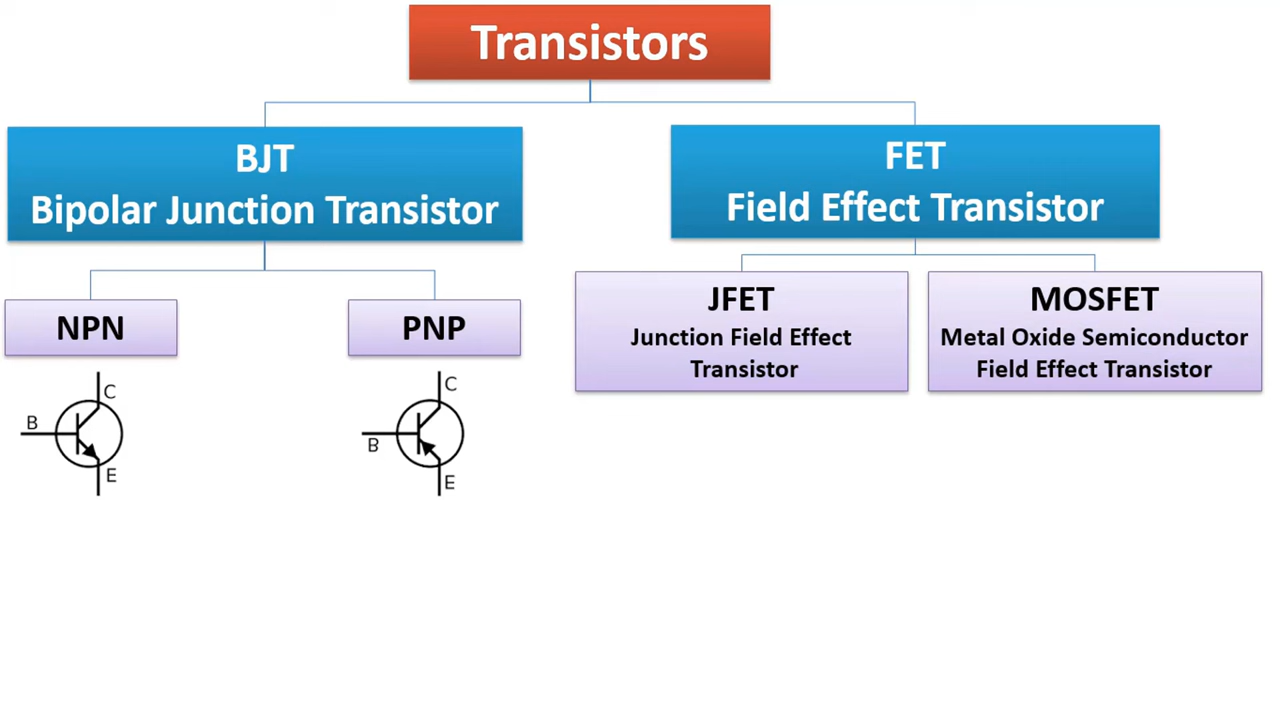 Transistors
BJT
Bipolar Junction Transistor
FET
Field Effect Transistor
NPN
PNP
JFET
Junction Field Effect
Transistor
MOSFET
Metal Oxide Semiconductor
Field Effect Transistor
C
B
E
C
B
E